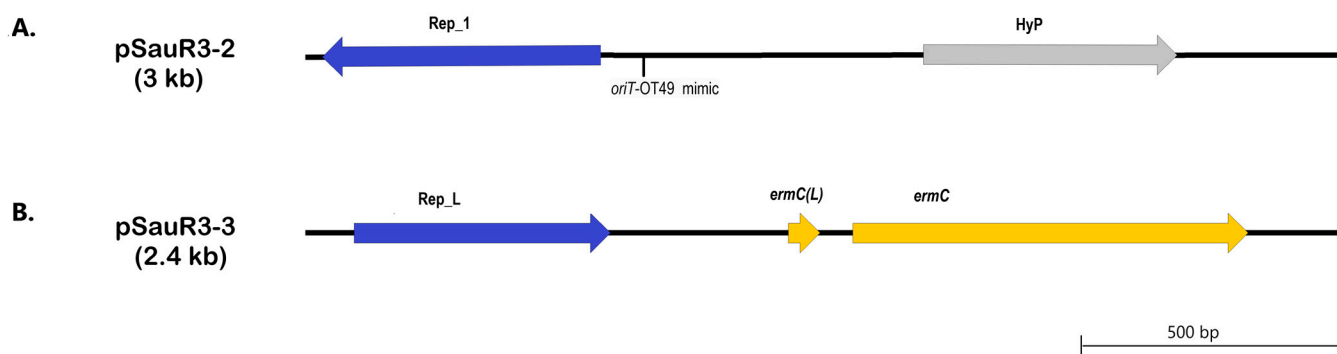 A.
Rep_1
HyP
pSauR3-2
(3 kb)
oriT-OT49 mimic
B.
Rep_L
ermC(L)
ermC
pSauR3-3
(2.4 kb)
500 bp